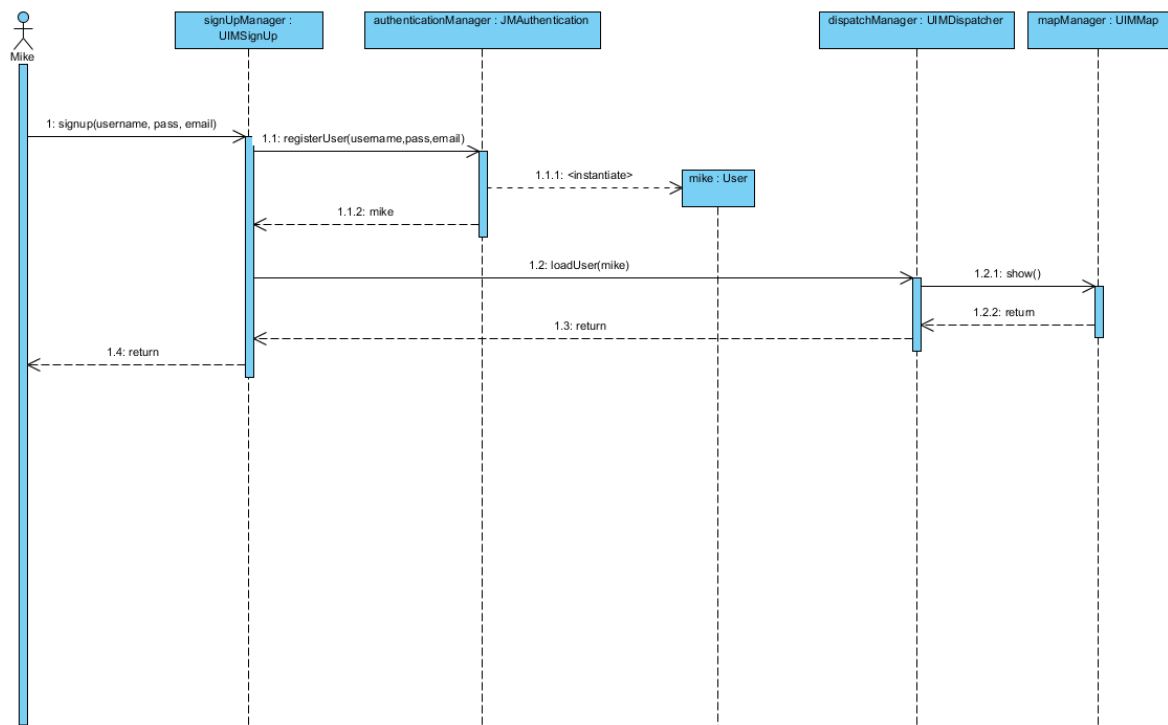 signUpManager :
UIMSignUp
authenticationManager : JMAuthentication
dispatchManager : UIMDispatcher
mapManager : UIMMap
Mike
1: signup(username, pass, email)
1.1: registerUser(username,pass,email)
1.1.1: <instantiate>
mike : User
1.1.2: mike
1.2: loadUser(mike)
1.2.1: show()
1.2.2: return
1.3: return
1.4: return